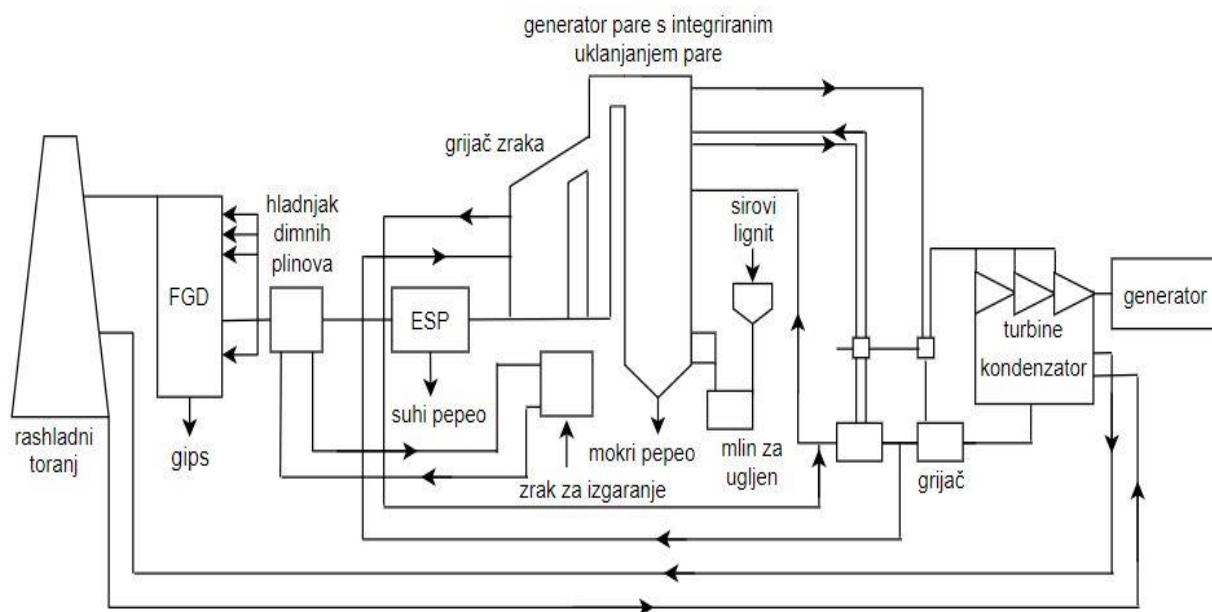 generator pare s integriranim
uklanjanjem pare
grijač zraka
sirovi
lignit
hladnjak
dimnih
plinova
FGD
ESP
generator
turbine
kondenzator
suhi pepeo
rashladni
toranj
gips
mokri pepeo
mlin za
ugljen
grijač
zrak za izgaranje